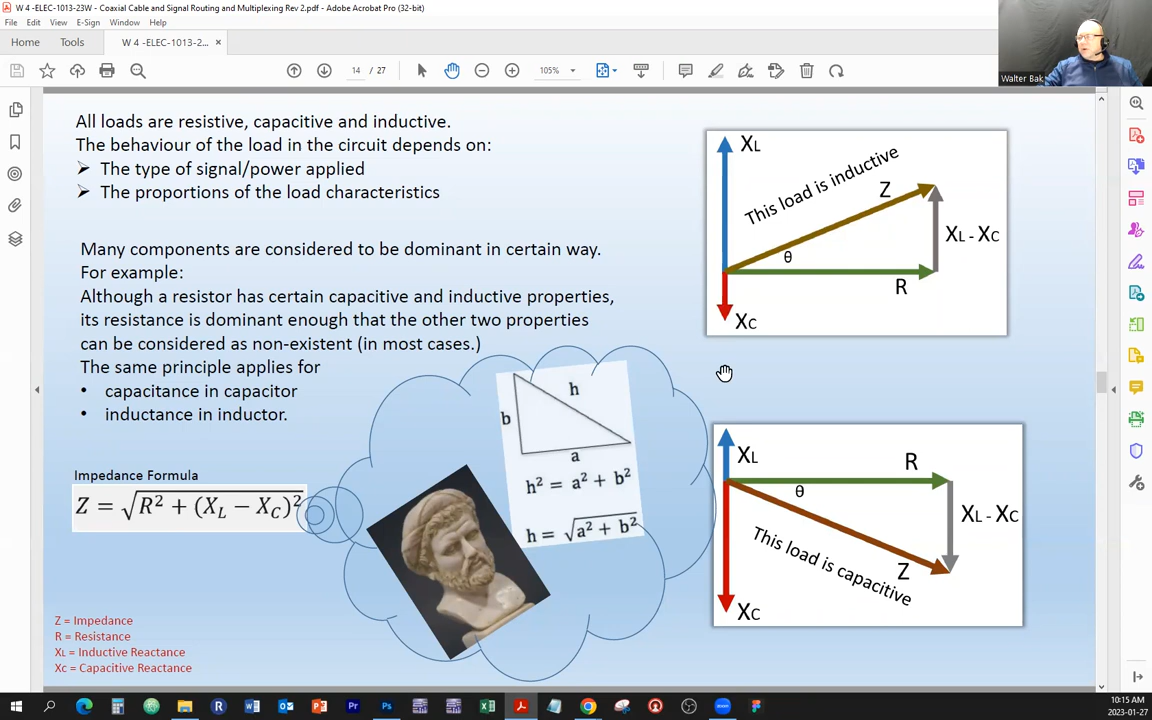 W 4 -ELEC-1013-23W - Coaxial Cable and Signal Routing and Multiplexing Rev 2.pdf - Adobe Acrobat Pro (32-bit)
File Edit View E-Sign Window Help
Home Tools W 4 -ELEC-1013-2... ×
14 / 27 105%
Walter Bak
All loads are resistive, capacitive and inductive.
The behaviour of the load in the circuit depends on:
➢ The type of signal/power applied
➢ The proportions of the load characteristics
Many components are considered to be dominant in certain way.
For example:
Although a resistor has certain capacitive and inductive properties,
its resistance is dominant enough that the other two properties
can be considered as non-existent (in most cases.)
The same principle applies for
• capacitance in capacitor
• inductance in inductor.
Impedance Formula
Z = √R² + (XL − XC)²
h
b
a
h² = a² + b²
h = √a² + b²
Z = Impedance
R = Resistance
XL = Inductive Reactance
XC = Capacitive Reactance
XL
This load is inductive
Z
XL - XC
θ
R
XC
XL
R
θ
XL - XC
This load is capacitive
Z
XC
10:15 AM
2023-01-27